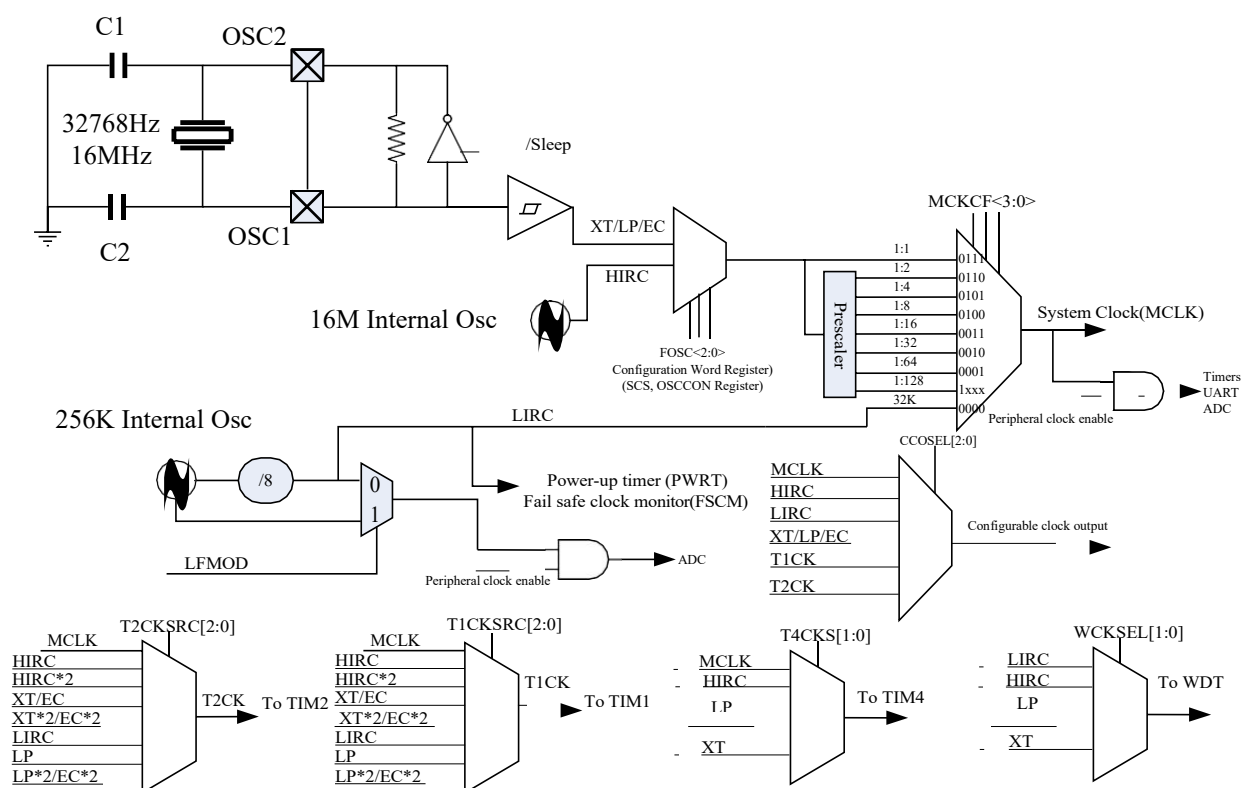 C1
OSC2
32768Hz
16MHz
C2
OSC1
/Sleep
XT/LP/EC
HIRC
16M Internal Osc
FOSC<2:0>
Configuration Word Register)
(SCS, OSCCON Register)
MCKCF<3:0>
Prescaler
1:1
0111
1:2
0110
1:4
0101
1:8
0100
1:16
0011
1:32
0010
1:64
0001
1:128
1xxx
32K
0000
System Clock(MCLK)
Peripheral clock enable
Timers
UART
ADC
256K Internal Osc
/8
LIRC
0
1
LFMOD
Power-up timer (PWRT)
Fail safe clock monitor(FSCM)
Peripheral clock enable
ADC
CCOSEL[2:0]
MCLK
HIRC
LIRC
XT/LP/EC
T1CK
T2CK
Configurable clock output
T2CKSRC[2:0]
MCLK
HIRC
HIRC*2
XT/EC
XT*2/EC*2
LIRC
LP
LP*2/EC*2
T2CK
To TIM2
T1CKSRC[2:0]
MCLK
HIRC
HIRC*2
XT/EC
XT*2/EC*2
LIRC
LP
LP*2/EC*2
T1CK
To TIM1
T4CKS[1:0]
MCLK
HIRC
LP
XT
To TIM4
WCKSEL[1:0]
LIRC
HIRC
LP
XT
To WDT